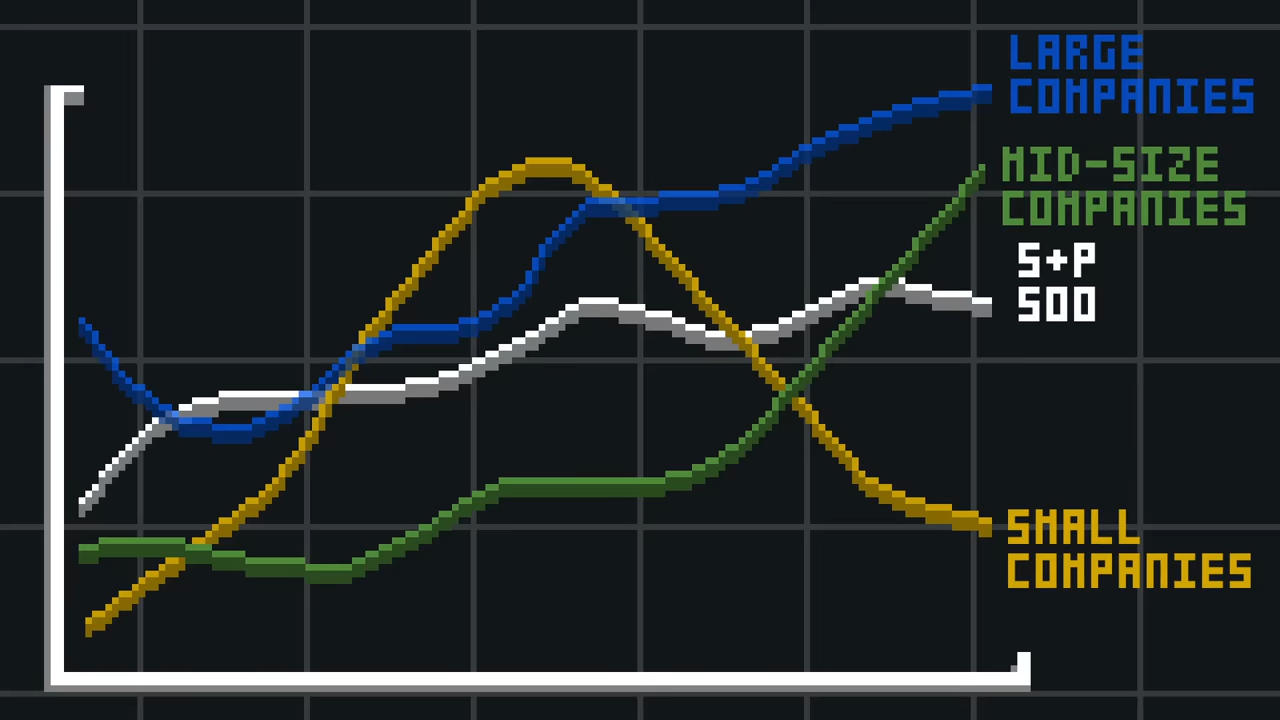 LARGE
COMPANIES
MID-SIZE
COMPANIES
S+P
500
SMALL
COMPANIES